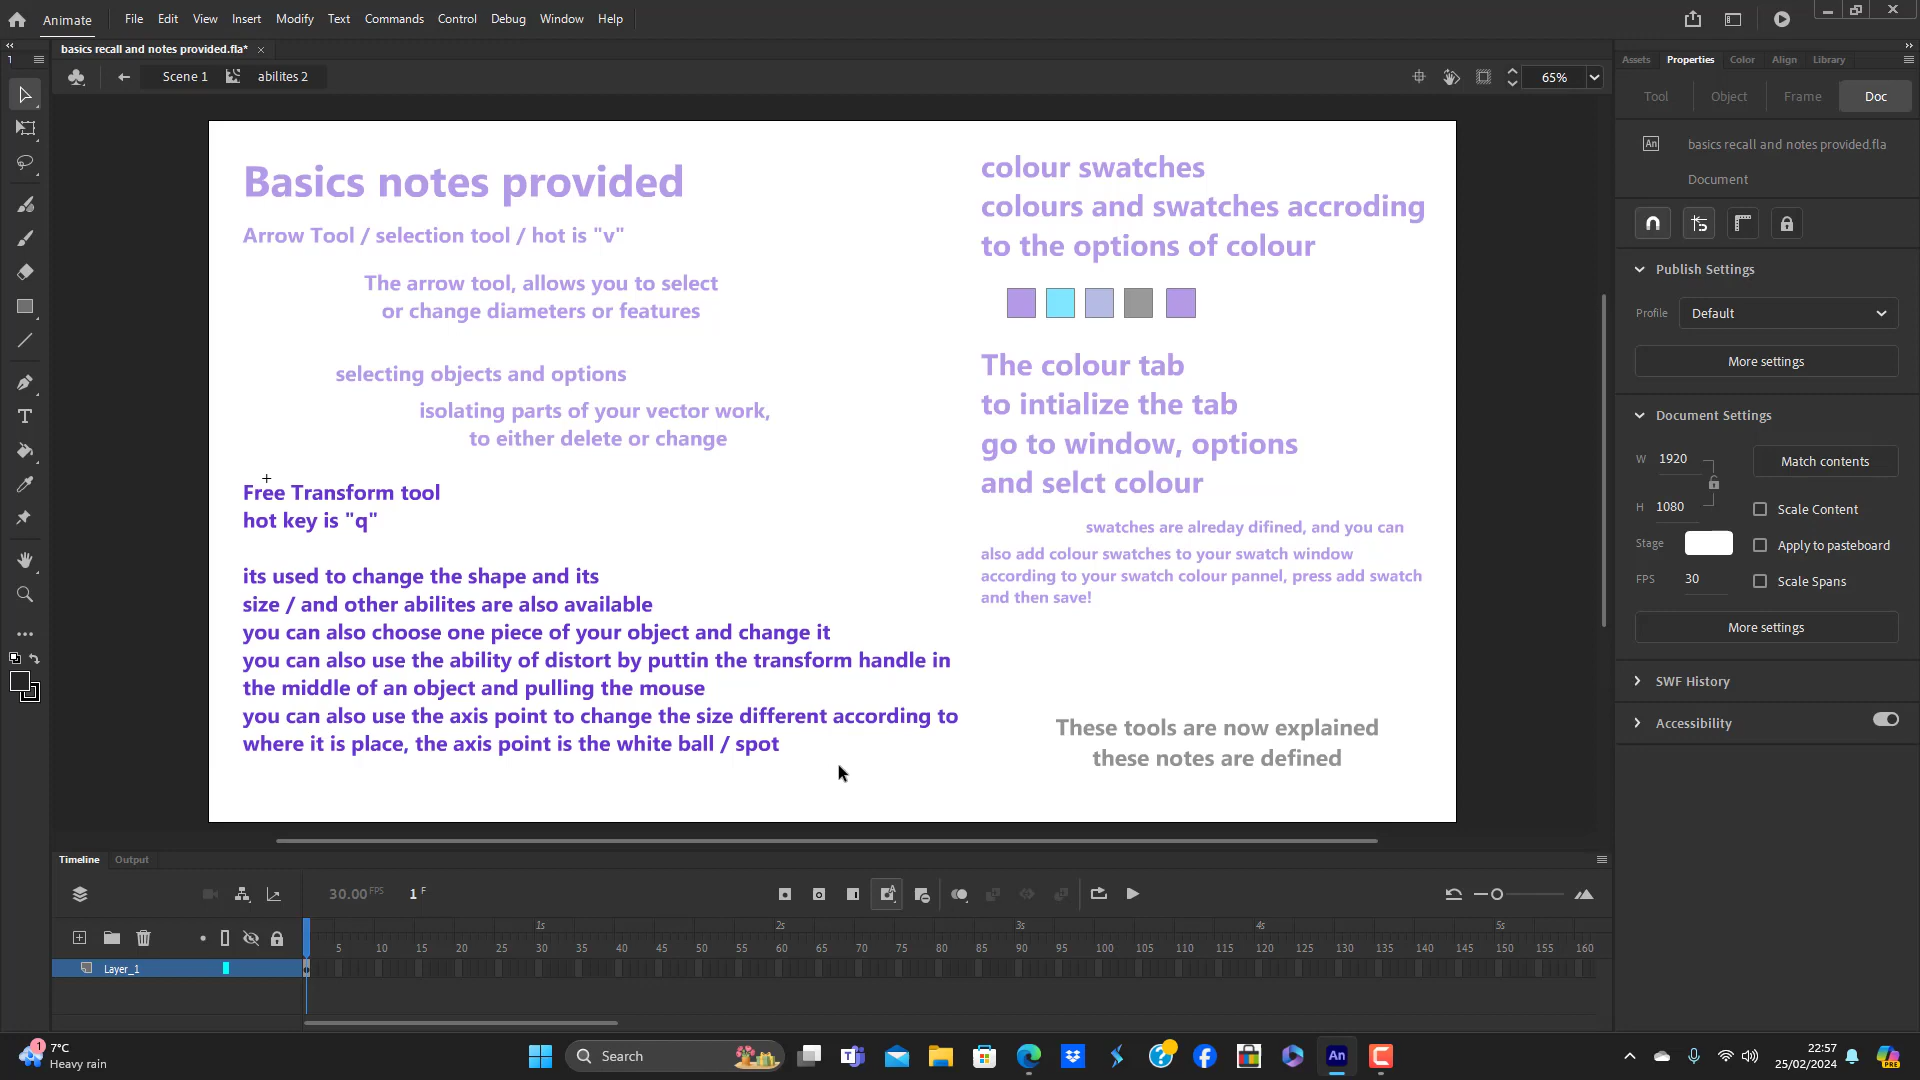 Animate File Edit View Insert Modify Text Commands Control Debug Window Help
basics recall and notes provided.fla* ×
1
Scene 1 abilites 2 65%
Basics notes provided
Arrow Tool / selection tool / hot is "v"
The arrow tool, allows you to select
or change diameters or features
selecting objects and options
isolating parts of your vector work,
to either delete or change
Free Transform tool
hot key is "q"
its used to change the shape and its
size / and other abilites are also available
you can also choose one piece of your object and change it
you can also use the ability of distort by puttin the transform handle in
the middle of an object and pulling the mouse
you can also use the axis point to change the size different according to
where it is place, the axis point is the white ball / spot
colour swatches
colours and swatches accroding
to the options of colour
The colour tab
to intialize the tab
go to window, options
and selct colour
swatches are alreday difined, and you can
also add colour swatches to your swatch window
according to your swatch colour pannel, press add swatch
and then save!
These tools are now explained
these notes are defined
Assets Properties Color Align Library
Tool Object Frame Doc
An basics recall and notes provided.fla
Document
Publish Settings
Profile Default
More settings
Document Settings
W 1920 Match contents
H 1080 Scale Content
Stage Apply to pasteboard
FPS 30 Scale Spans
More settings
SWF History
Accessibility
Timeline Output
30.00 FPS 1 F
1s 2s 3s 4s 5s
5 10 15 20 25 30 35 40 45 50 55 60 65 70 75 80 85 90 95 100 105 110 115 120 125 130 135 140 145 150 155 160
Layer_1
1 7°C
Heavy rain
Search
An
22:57
25/02/2024
PRE